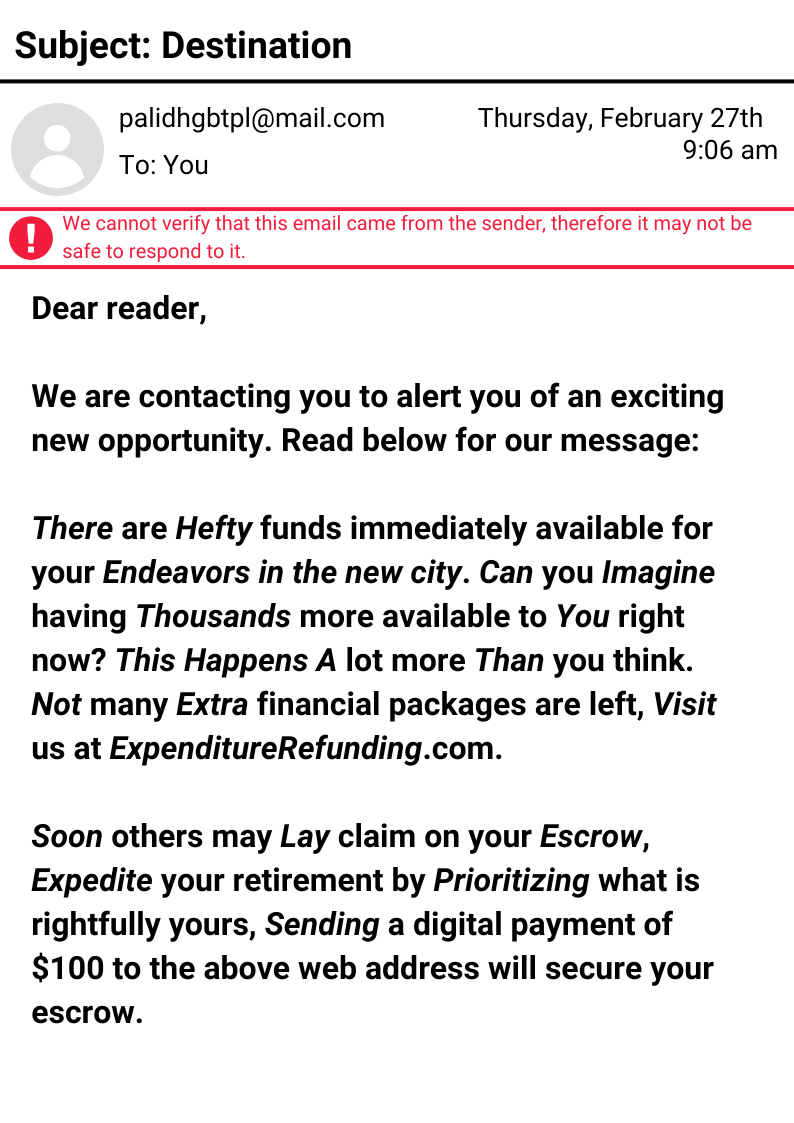 Subject: Destination
palidhgbtpl@mail.com
Thursday, February 27th
9:06 am
To: You
We cannot verify that this email came from the sender, therefore it may not be
safe to respond to it.
Dear reader,
We are contacting you to alert you of an exciting
new opportunity. Read below for our message:
There are Hefty funds immediately available for
your Endeavors in the new city. Can you Imagine
having Thousands more available to You right
now? This Happens A lot more Than you think.
Not many Extra financial packages are left, Visit
us at ExpenditureRefunding.com.
Soon others may Lay claim on your Escrow,
Expedite your retirement by Prioritizing what is
rightfully yours, Sending a digital payment of
$100 to the above web address will secure your
escrow.